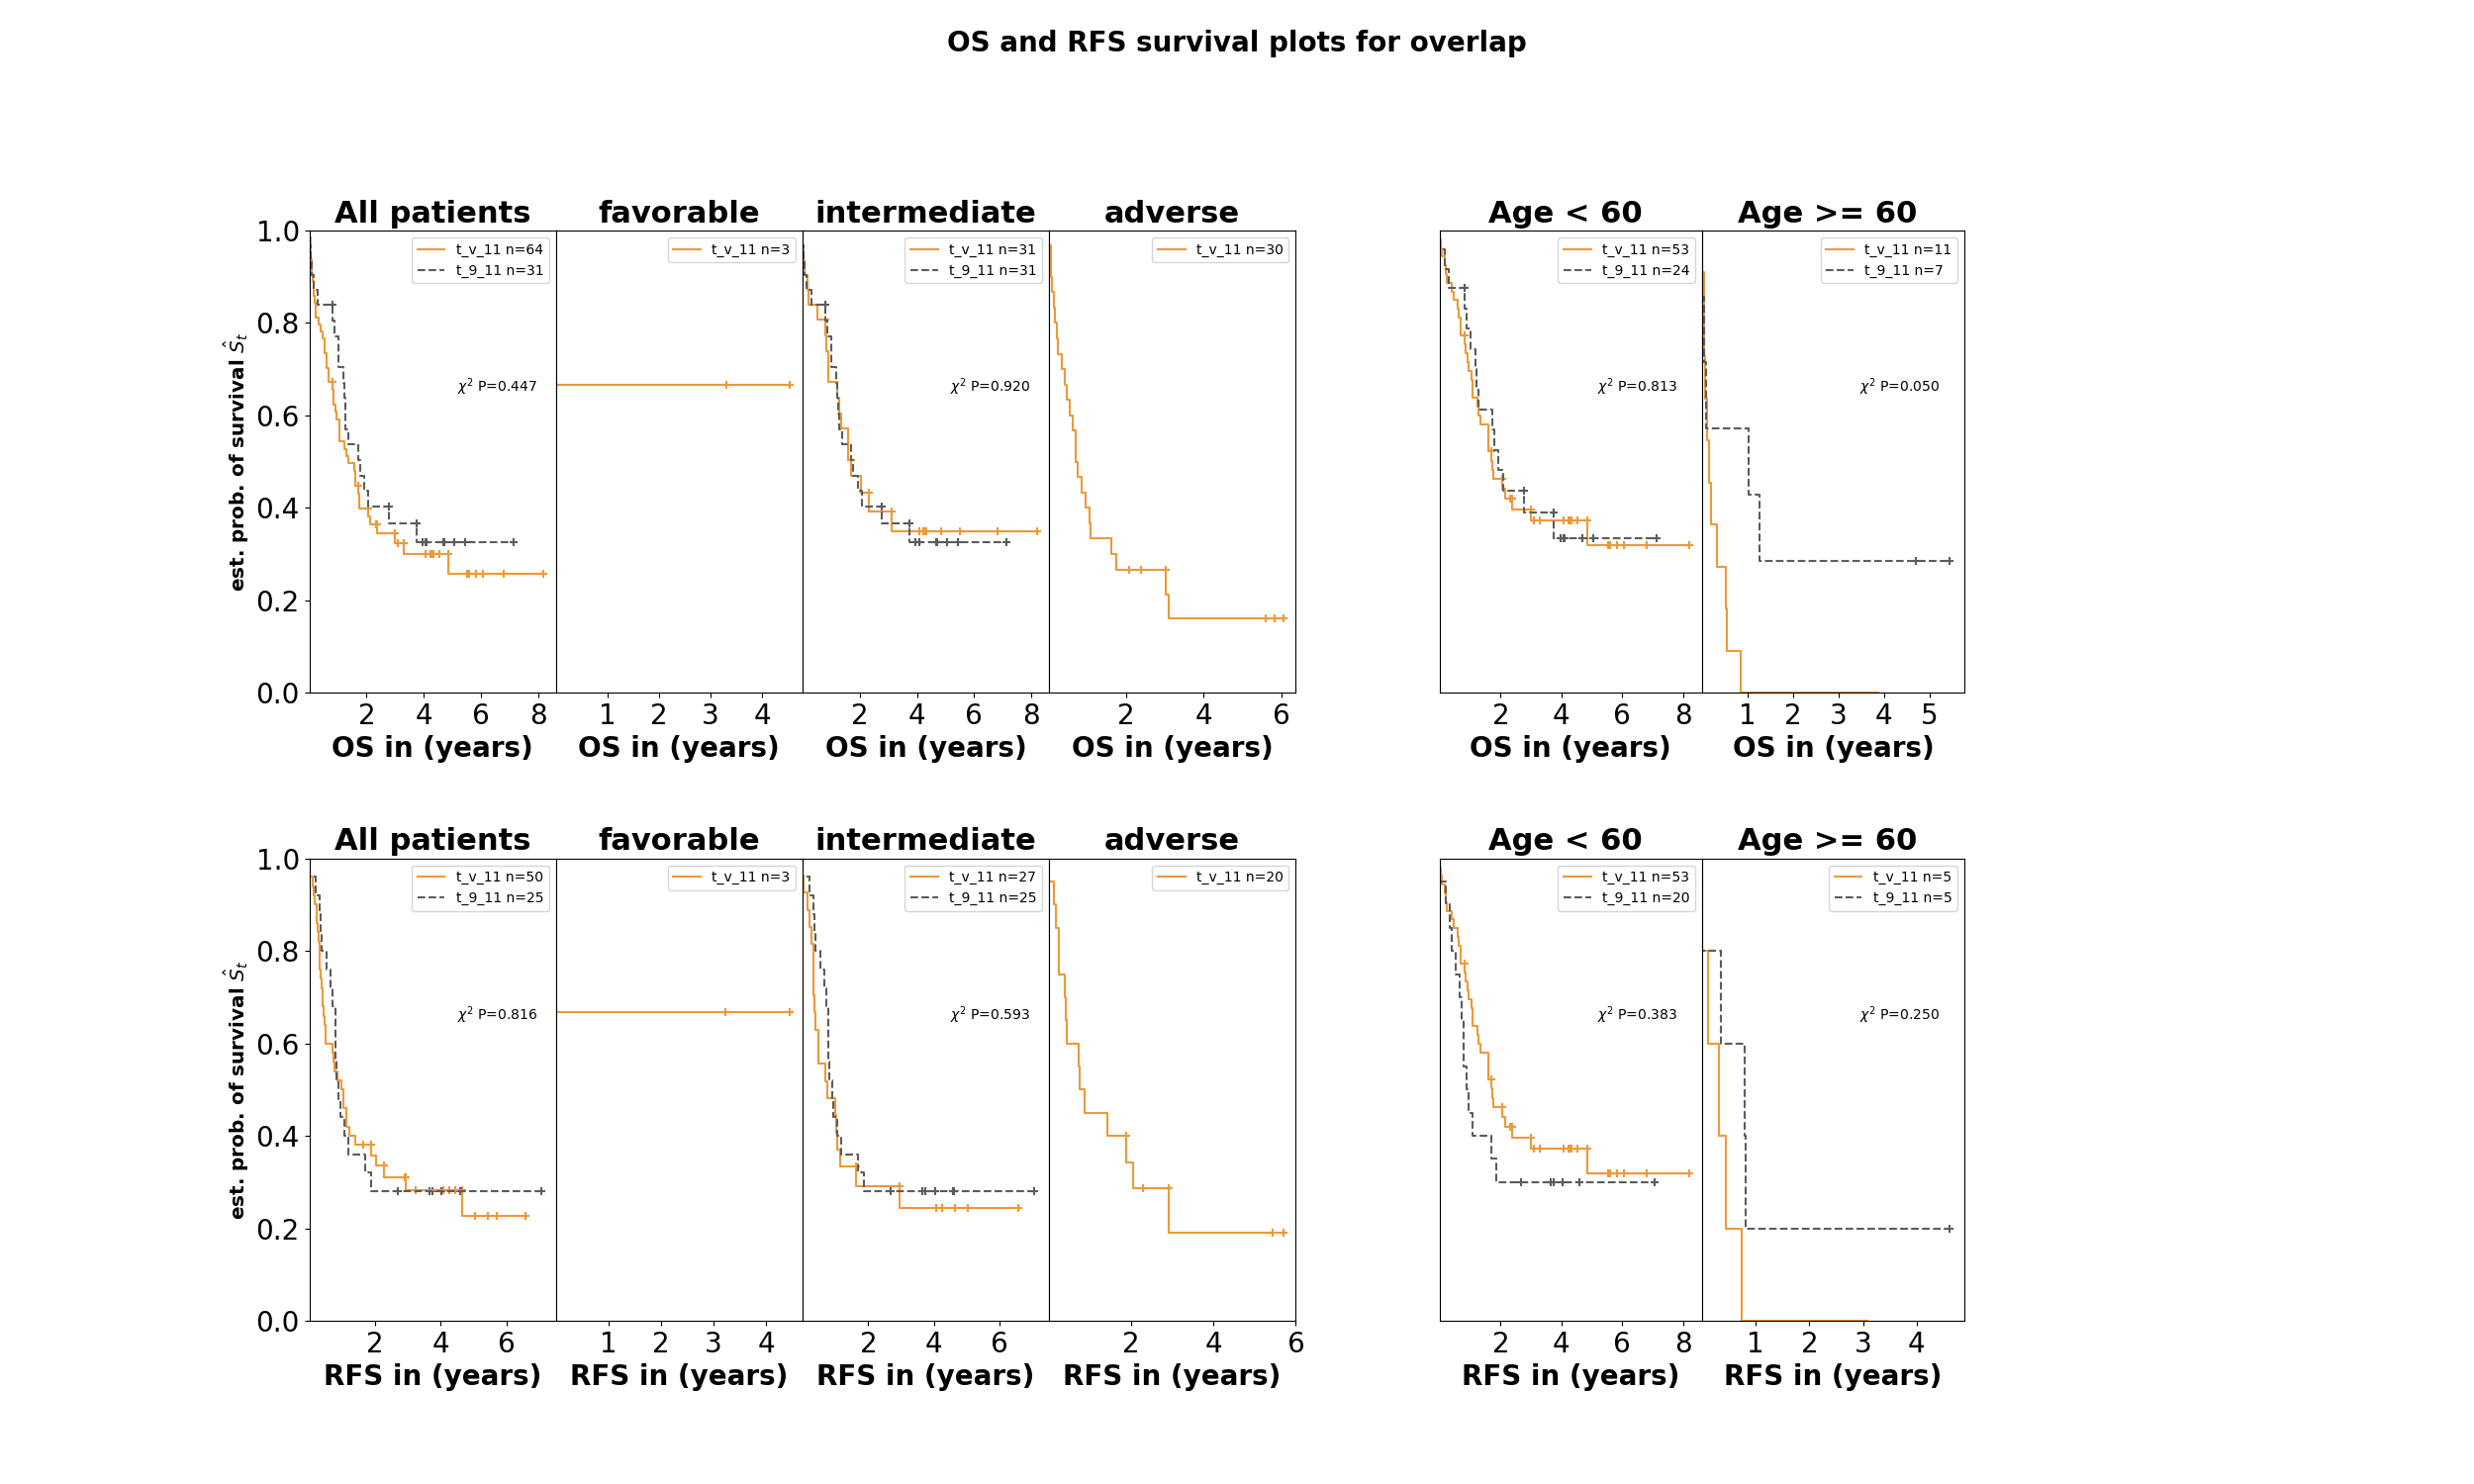 OS and RFS survival plots for overlap
All patients favorable intermediate adverse Age < 60 Age >= 60
est. prob. of survival Ŝt
1.0
0.8
0.6
0.4
0.2
0.0
t_v_11 n=64
t_9_11 n=31
χ² P=0.447
2 4 6 8
OS in (years)
t_v_11 n=3
1 2 3 4
OS in (years)
t_v_11 n=31
t_9_11 n=31
χ² P=0.920
2 4 6 8
OS in (years)
t_v_11 n=30
2 4 6
OS in (years)
t_v_11 n=53
t_9_11 n=24
χ² P=0.813
2 4 6 8
OS in (years)
t_v_11 n=11
t_9_11 n=7
χ² P=0.050
1 2 3 4 5
OS in (years)
All patients favorable intermediate adverse Age < 60 Age >= 60
est. prob. of survival Ŝt
1.0
0.8
0.6
0.4
0.2
0.0
t_v_11 n=50
t_9_11 n=25
χ² P=0.816
2 4 6
RFS in (years)
t_v_11 n=3
1 2 3 4
RFS in (years)
t_v_11 n=27
t_9_11 n=25
χ² P=0.593
2 4 6
RFS in (years)
t_v_11 n=20
2 4 6
RFS in (years)
t_v_11 n=53
t_9_11 n=20
χ² P=0.383
2 4 6 8
RFS in (years)
t_v_11 n=5
t_9_11 n=5
χ² P=0.250
1 2 3 4
RFS in (years)